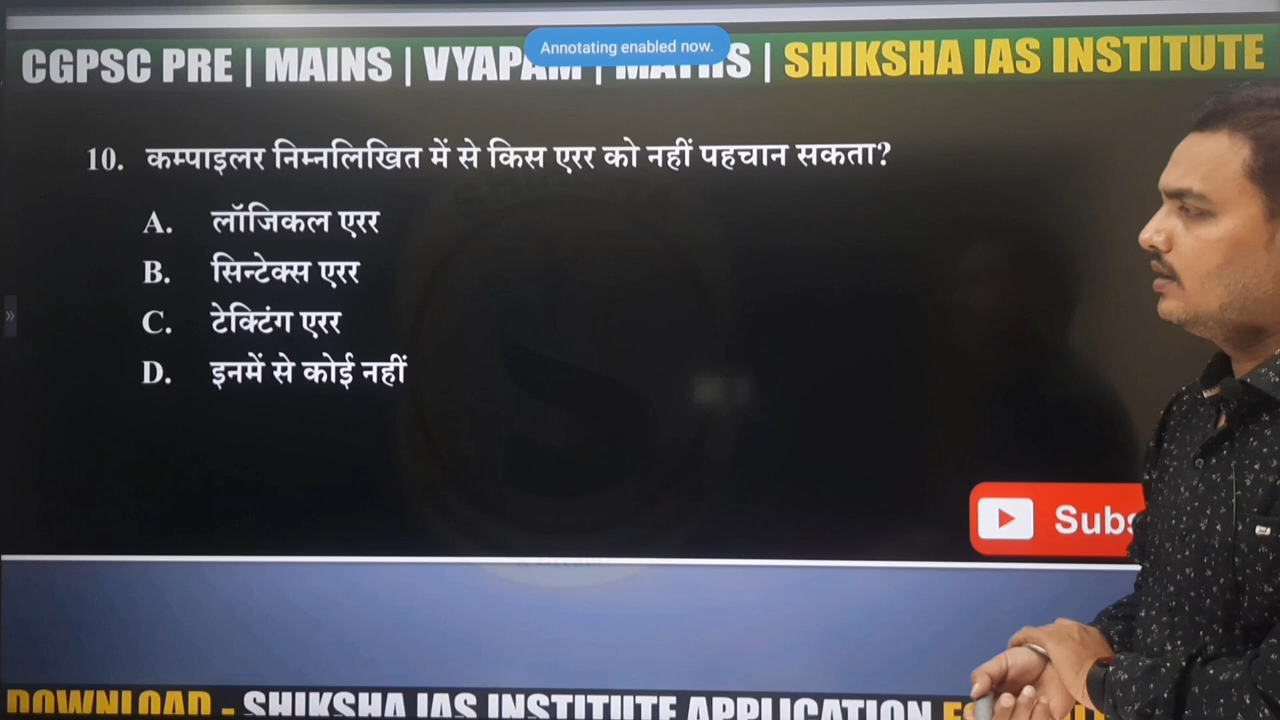 CGPSC PRE | MAINS | VYAPAM | MATHS | SHIKSHA IAS INSTITUTE
Annotating enabled now.
10. कम्पाइलर निम्नलिखित में से किस एरर को नहीं पहचान सकता?
A. लॉजिकल एरर
B. सिन्टेक्स एरर
C. टेक्टिंग एरर
D. इनमें से कोई नहीं
Subs
DOWNLOAD - SHIKSHA IAS INSTITUTE APPLICATION